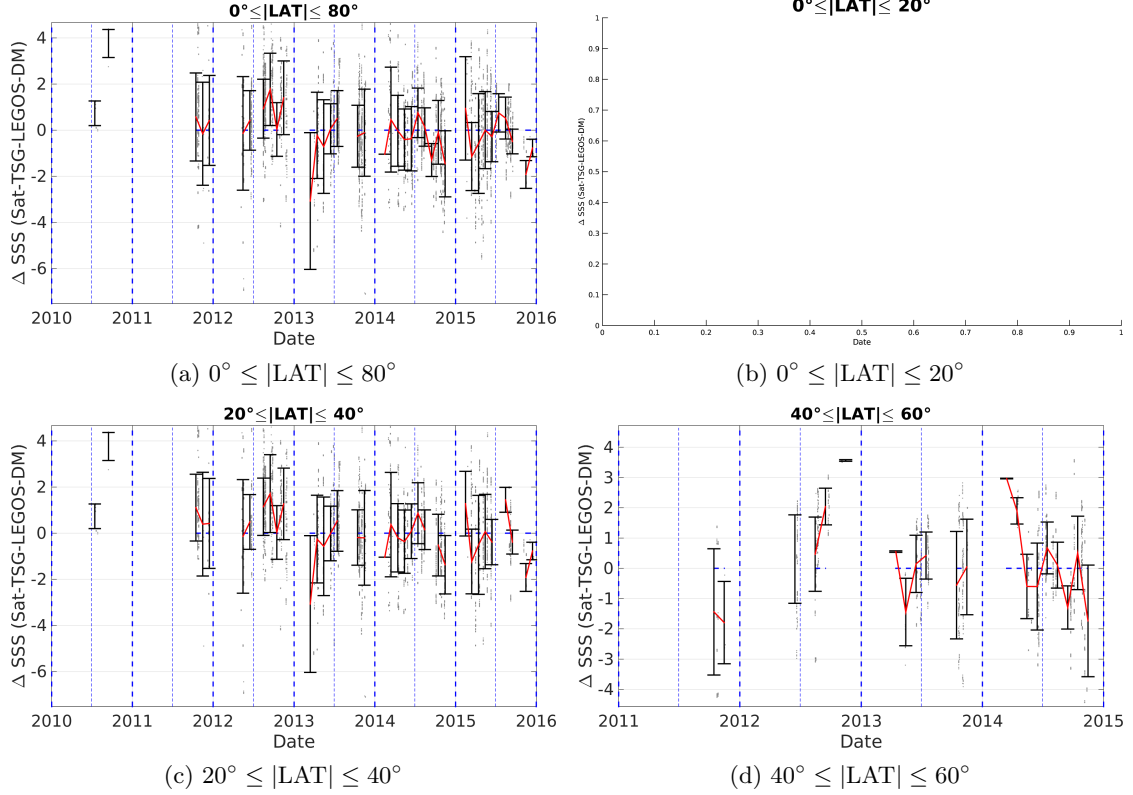 0°≤|LAT|≤ 80°
4
2
0
-2
-4
-6
Δ SSS (Sat-TSG-LEGOS-DM)
2010 2011 2012 2013 2014 2015 2016
Date
(a) 0° ≤ |LAT| ≤ 80°
0°≤|LAT|≤ 20°
1
0.9
0.8
0.7
0.6
0.5
0.4
0.3
0.2
0.1
0
Δ SSS (Sat-TSG-LEGOS-DM)
0 0.1 0.2 0.3 0.4 0.5 0.6 0.7 0.8 0.9 1
Date
(b) 0° ≤ |LAT| ≤ 20°
20°≤|LAT|≤ 40°
4
2
0
-2
-4
-6
Δ SSS (Sat-TSG-LEGOS-DM)
2010 2011 2012 2013 2014 2015 2016
Date
(c) 20° ≤ |LAT| ≤ 40°
40°≤|LAT|≤ 60°
4
3
2
1
0
-1
-2
-3
-4
Δ SSS (Sat-TSG-LEGOS-DM)
2011 2012 2013 2014 2015
Date
(d) 40° ≤ |LAT| ≤ 60°